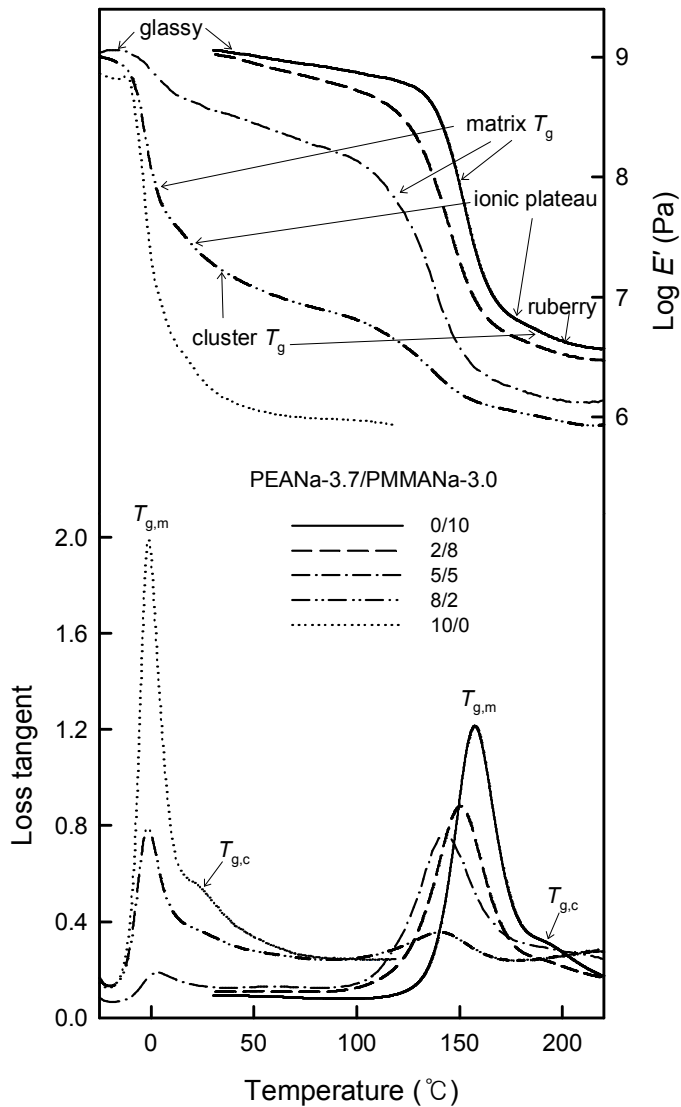 glassy
9
matrix Tg
8
ionic plateau
Log E' (Pa)
7
ruberry
cluster Tg
6
PEANa-3.7/PMMANa-3.0
Tg,m
0/10
2.0
2/8
5/5
8/2
1.6
10/0
Tg,m
1.2
Loss tangent
0.8
Tg,c
Tg,c
0.4
0.0
0 50 100 150 200
Temperature (℃)